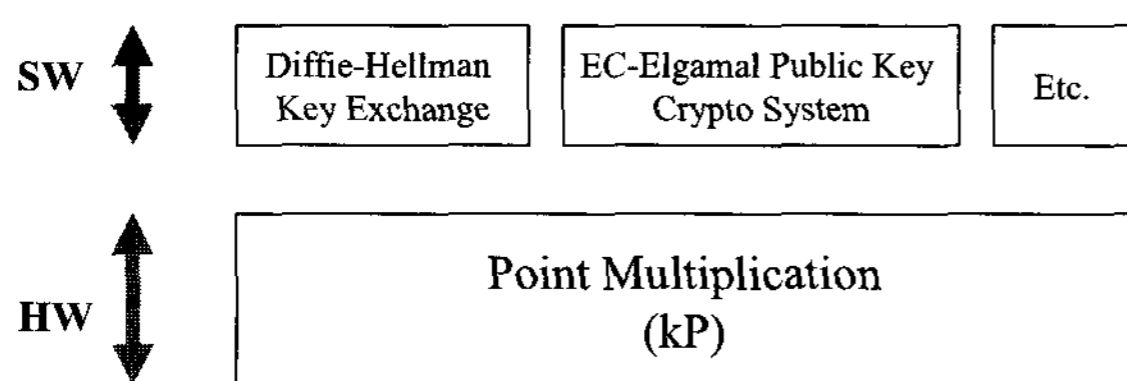 SW
Diffie-Hellman
Key Exchange
EC-Elgamal Public Key
Crypto System
Etc.
HW
Point Multiplication
(kP)